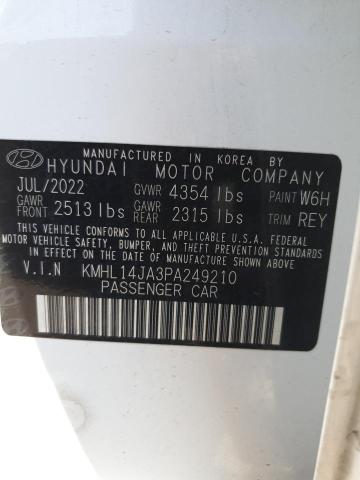 MANUFACTURED IN KOREA BY
HYUNDAI MOTOR COMPANY
JUL/2022 GVWR 4354 lbs PAINT W6H
GAWR FRONT 2513 lbs GAWR REAR 2315 lbs TRIM REY
THIS VEHICLE CONFORMS TO ALL APPLICABLE U.S.A. FEDERAL
MOTOR VEHICLE SAFETY, BUMPER, AND THEFT PREVENTION STANDARDS
IN EFFECT ON THE DATE OF MANUFACTURE SHOWN ABOVE.
V.I.N KMHL14JA3PA249210
PASSENGER CAR